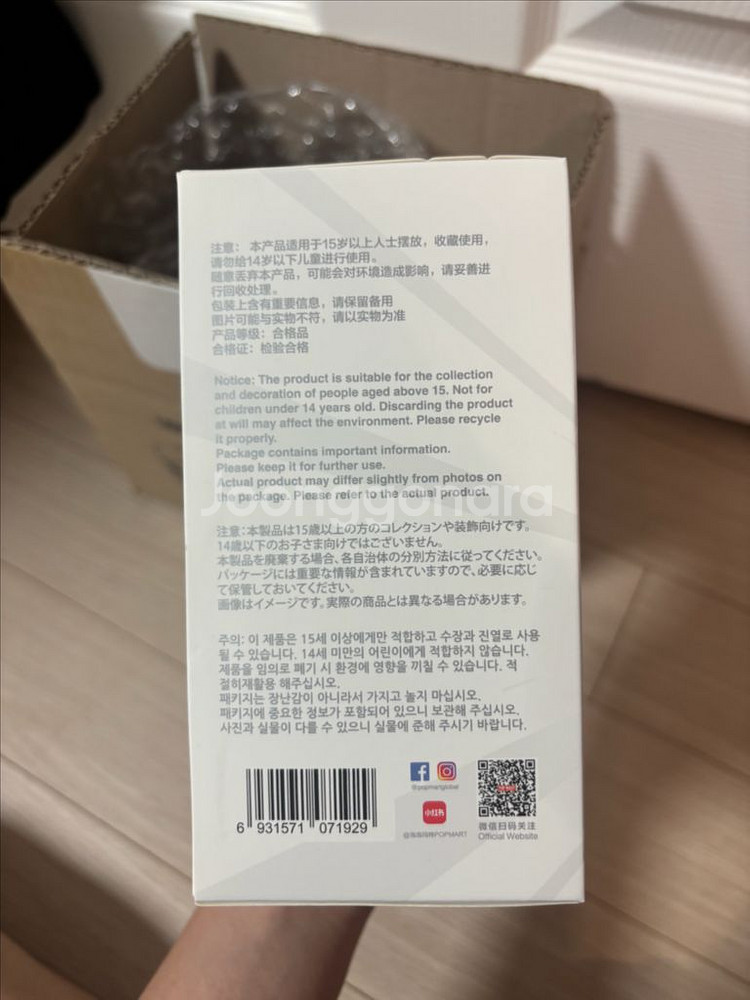 注意： 本产品适用于15岁以上人士摆放，收藏使用，
请勿给14岁以下儿童进行使用。
随意丢弃本产品，可能会对环境造成影响，请妥善进
行回收处理。
包装上含有重要信息，请保留备用
图片可能与实物不符，请以实物为准
产品等级：合格品
合格证：检验合格
Notice: The product is suitable for the collection
and decoration of people aged above 15. Not for
children under 14 years old. Discarding the product
at will may affect the environment. Please recycle
it properly.
Package contains important information.
Please keep it for further use.
Actual product may differ slightly from photos on
the package. Please refer to the actual product.
Joonggonara
注意：本製品は15歳以上の方のコレクションや装飾向けです。
14歳以下のお子さま向けではございません。
本製品を廃棄する場合、各自治体の分別方法に従ってください。
パッケージには重要な情報が含まれていますので、必要に応じ
て保管しておいてください。
画像はイメージです。実際の商品とは異なる場合があります。
주의: 이 제품은 15세 이상에게만 적합하고 수장과 진열로 사용
될 수 있습니다. 14세 미만의 어린이에게 적합하지 않습니다.
제품을 임의로 폐기 시 환경에 영향을 끼칠 수 있습니다. 적
절히재활용 해주십시오.
패키지는 장난감이 아니라서 가지고 놀지 마십시오.
패키지에 중요한 정보가 포함되어 있으니 보관해 주십시오.
사진과 실물이 다를 수 있으니 실물에 준해 주시기 바랍니다.
6 931571 071929
@popmartglobal
小红书
POPMART
微信扫码关注
Official Website